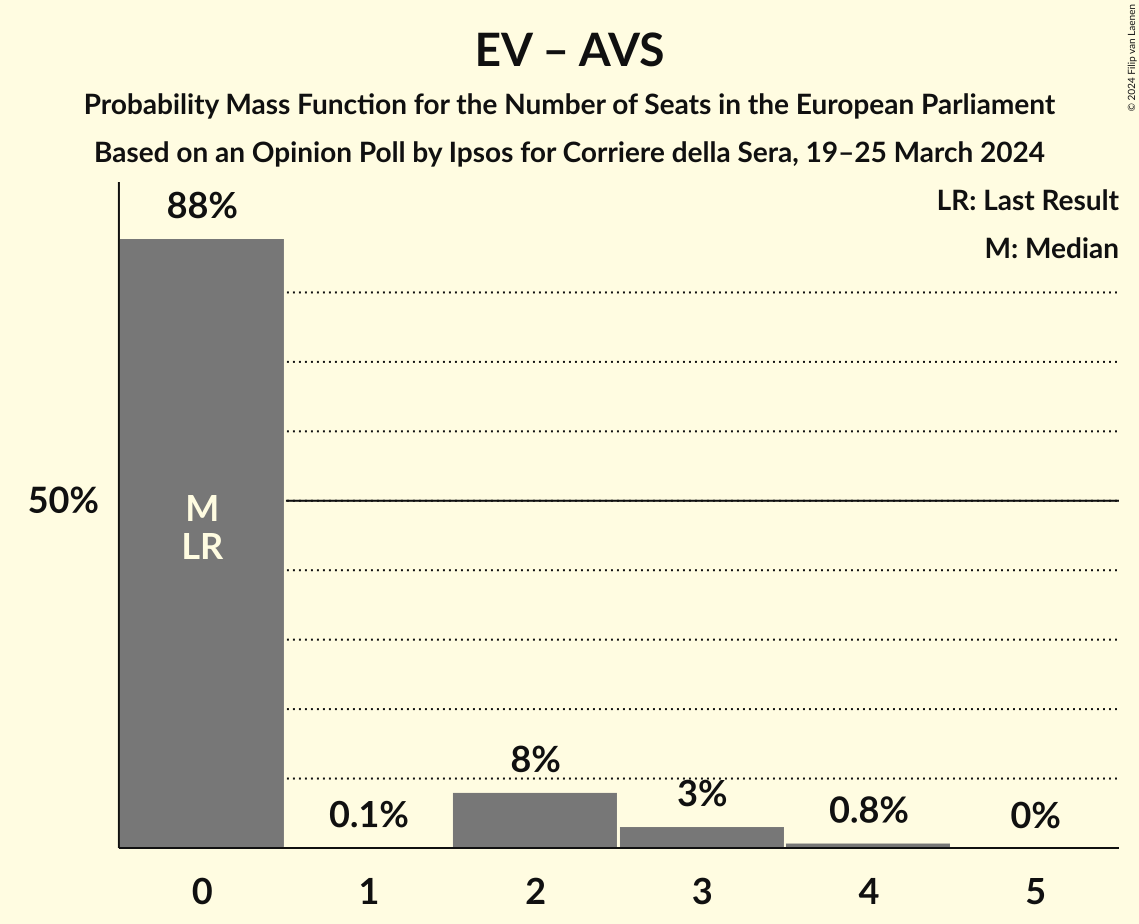 EV – AVS
Probability Mass Function for the Number of Seats in the European Parliament
Based on an Opinion Poll by Ipsos for Corriere della Sera, 19–25 March 2024
© 2024 Filip van Laenen
LR: Last Result
M: Median
88%
50%
M
LR
0.1%
8%
3%
0.8%
0%
0 1 2 3 4 5